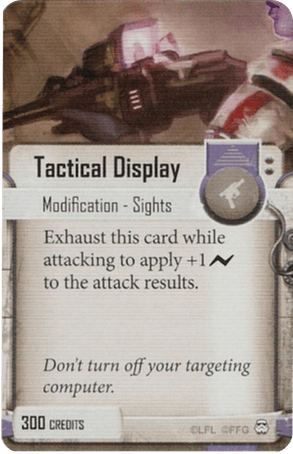 Tactical Display
Modification - Sights
Exhaust this card while
attacking to apply +1
to the attack results.
Don't turn off your targeting
computer.
300 CREDITS
©LFL ©FFG